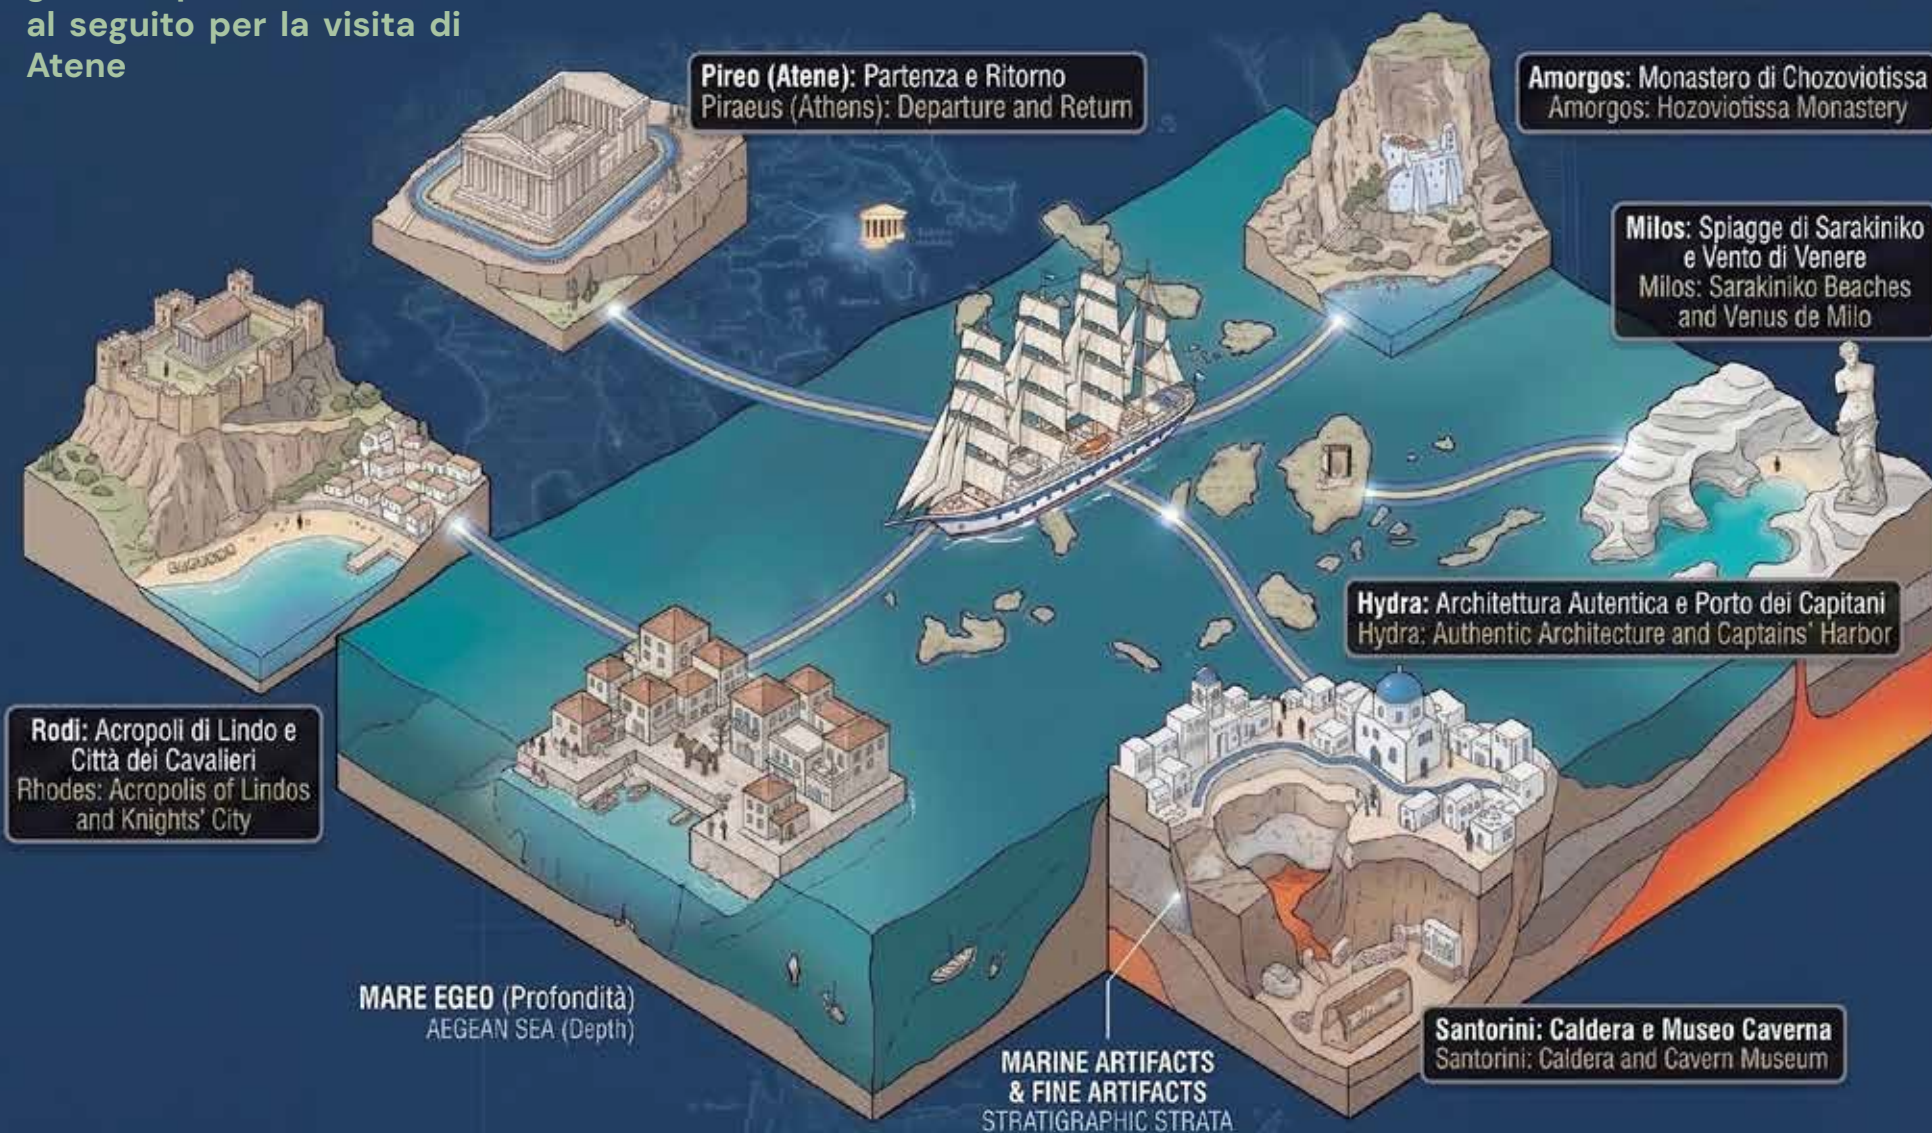 al seguito per la visita di
Atene
Pireo (Atene): Partenza e Ritorno
Piraeus (Athens): Departure and Return
Amorgos: Monastero di Chozoviotissa
Amorgos: Hozoviotissa Monastery
Milos: Spiagge di Sarakiniko
e Vento di Venere
Milos: Sarakiniko Beaches
and Venus de Milo
Hydra: Architettura Autentica e Porto dei Capitani
Hydra: Authentic Architecture and Captains' Harbor
Rodi: Acropoli di Lindo e
Città dei Cavalieri
Rhodes: Acropolis of Lindos
and Knights' City
MARE EGEO (Profondità)
AEGEAN SEA (Depth)
MARINE ARTIFACTS
& FINE ARTIFACTS
STRATIGRAPHIC STRATA
Santorini: Caldera e Museo Caverna
Santorini: Caldera and Cavern Museum